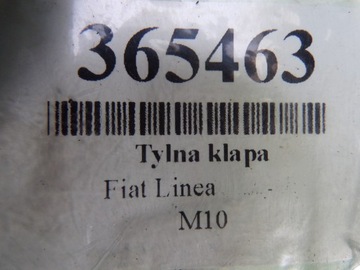 365463
Tylna klapa
Fiat Linea
M10